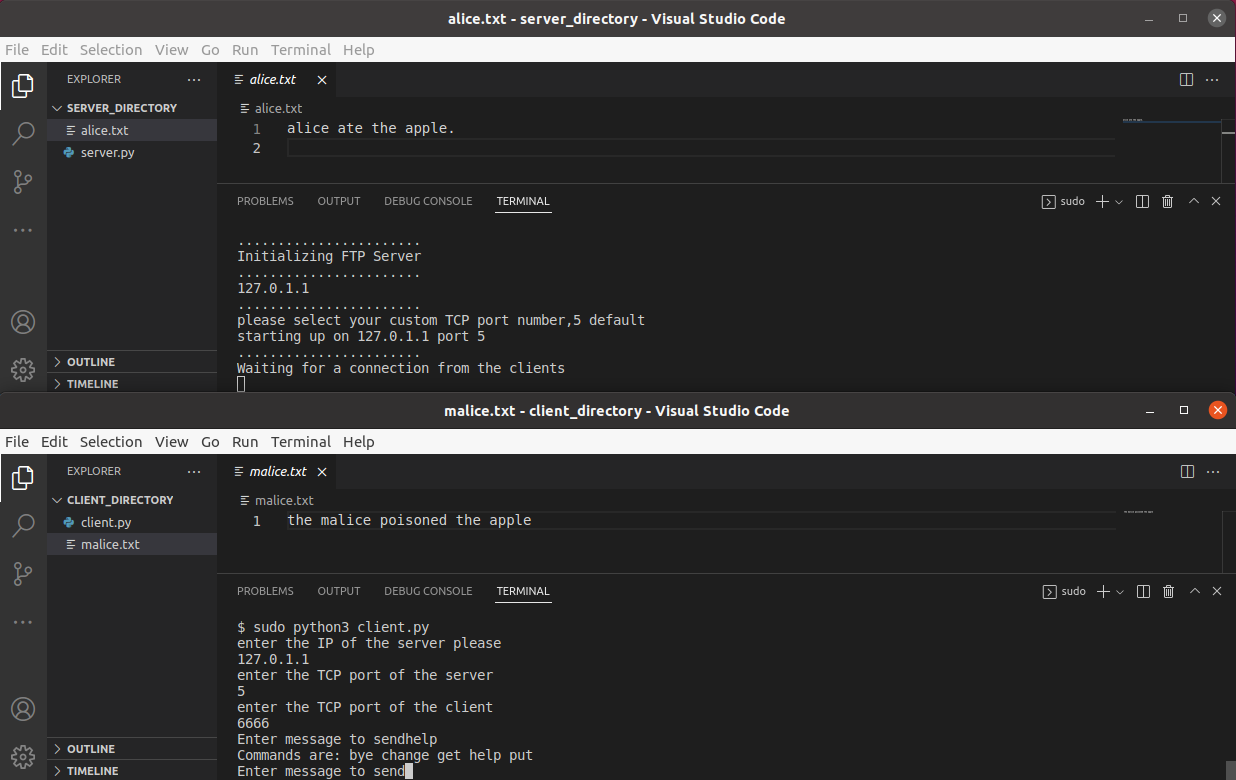 alice.txt - server_directory - Visual Studio Code
File Edit Selection View Go Run Terminal Help
EXPLORER
SERVER_DIRECTORY
alice.txt
server.py
OUTLINE
TIMELINE
alice.txt
alice.txt
1 alice ate the apple.
2
PROBLEMS OUTPUT DEBUG CONSOLE TERMINAL
sudo
.......................
Initializing FTP Server
.......................
127.0.1.1
.......................
please select your custom TCP port number,5 default
starting up on 127.0.1.1 port 5
.......................
Waiting for a connection from the clients
malice.txt - client_directory - Visual Studio Code
File Edit Selection View Go Run Terminal Help
EXPLORER
CLIENT_DIRECTORY
client.py
malice.txt
OUTLINE
TIMELINE
malice.txt
malice.txt
1 the malice poisoned the apple
PROBLEMS OUTPUT DEBUG CONSOLE TERMINAL
sudo
$ sudo python3 client.py
enter the IP of the server please
127.0.1.1
enter the TCP port of the server
5
enter the TCP port of the client
6666
Enter message to sendhelp
Commands are: bye change get help put
Enter message to send